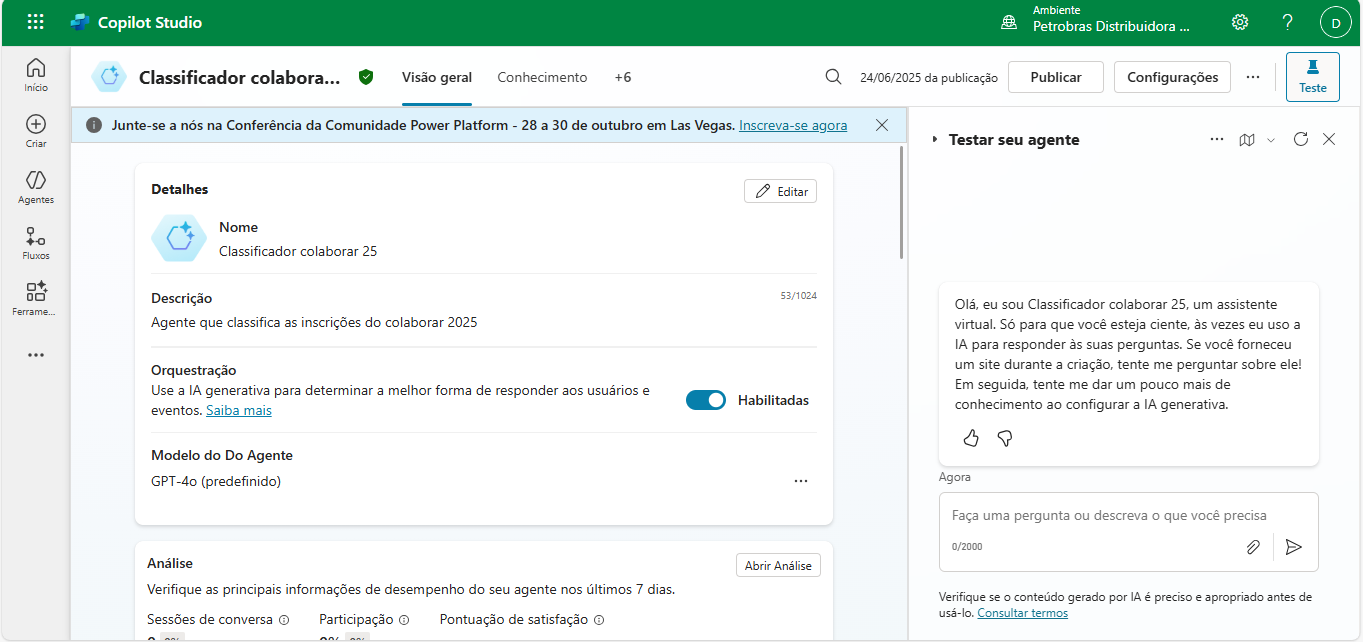 Copilot Studio
Ambiente
Petrobras Distribuidora ...
?
D
Início
Criar
Agentes
Fluxos
Ferrame...
Classificador colabora...
Visão geral
Conhecimento
+6
24/06/2025 da publicação
Publicar
Configurações
Teste
Junte-se a nós na Conferência da Comunidade Power Platform - 28 a 30 de outubro em Las Vegas. Inscreva-se agora
Detalhes
Editar
Nome
Classificador colaborar 25
Descrição
53/1024
Agente que classifica as inscrições do colaborar 2025
Orquestração
Use a IA generativa para determinar a melhor forma de responder aos usuários e
eventos. Saiba mais
Habilitadas
Modelo do Do Agente
GPT-4o (predefinido)
Análise
Abrir Análise
Verifique as principais informações de desempenho do seu agente nos últimos 7 dias.
Sessões de conversa
Participação
Pontuação de satisfação
Testar seu agente
Olá, eu sou Classificador colaborar 25, um assistente
virtual. Só para que você esteja ciente, às vezes eu uso a
IA para responder às suas perguntas. Se você forneceu
um site durante a criação, tente me perguntar sobre ele!
Em seguida, tente me dar um pouco mais de
conhecimento ao configurar a IA generativa.
Agora
Faça uma pergunta ou descreva o que você precisa
0/2000
Verifique se o conteúdo gerado por IA é preciso e apropriado antes de
usá-lo. Consultar termos